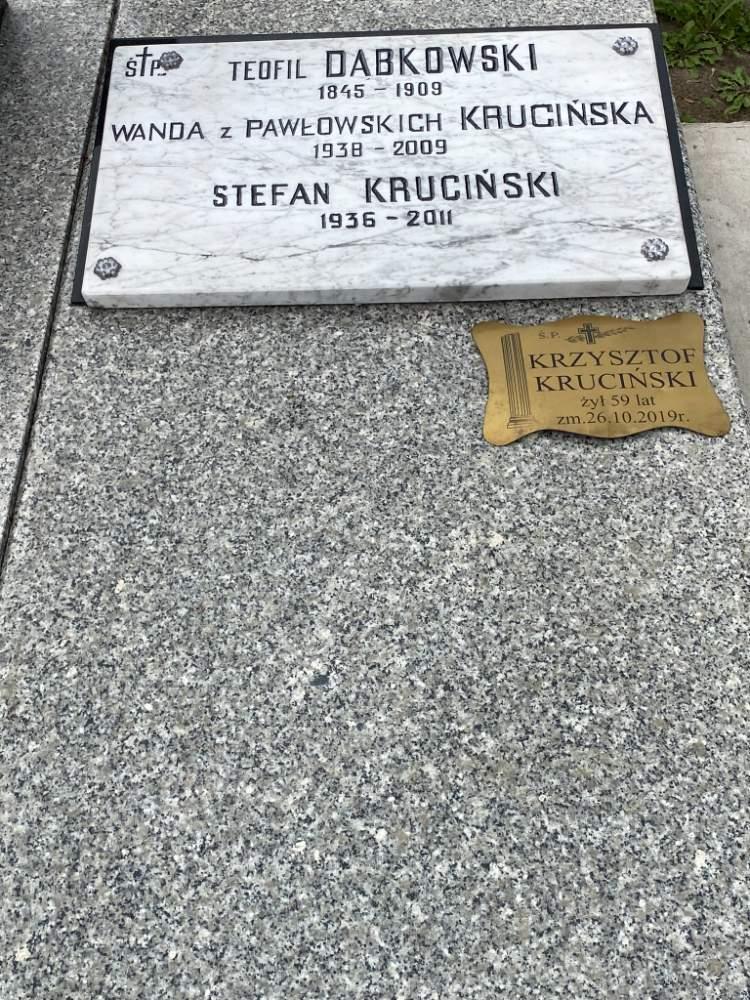 Ś†P. TEOFIL DĄBKOWSKI
1845 - 1909
WANDA z PAWŁOWSKICH KRUCIŃSKA
1938 - 2009
STEFAN KRUCIŃSKI
1936 - 2011
Ś. P.
KRZYSZTOF
KRUCIŃSKI
żył 59 lat
zm.26.10.2019r.